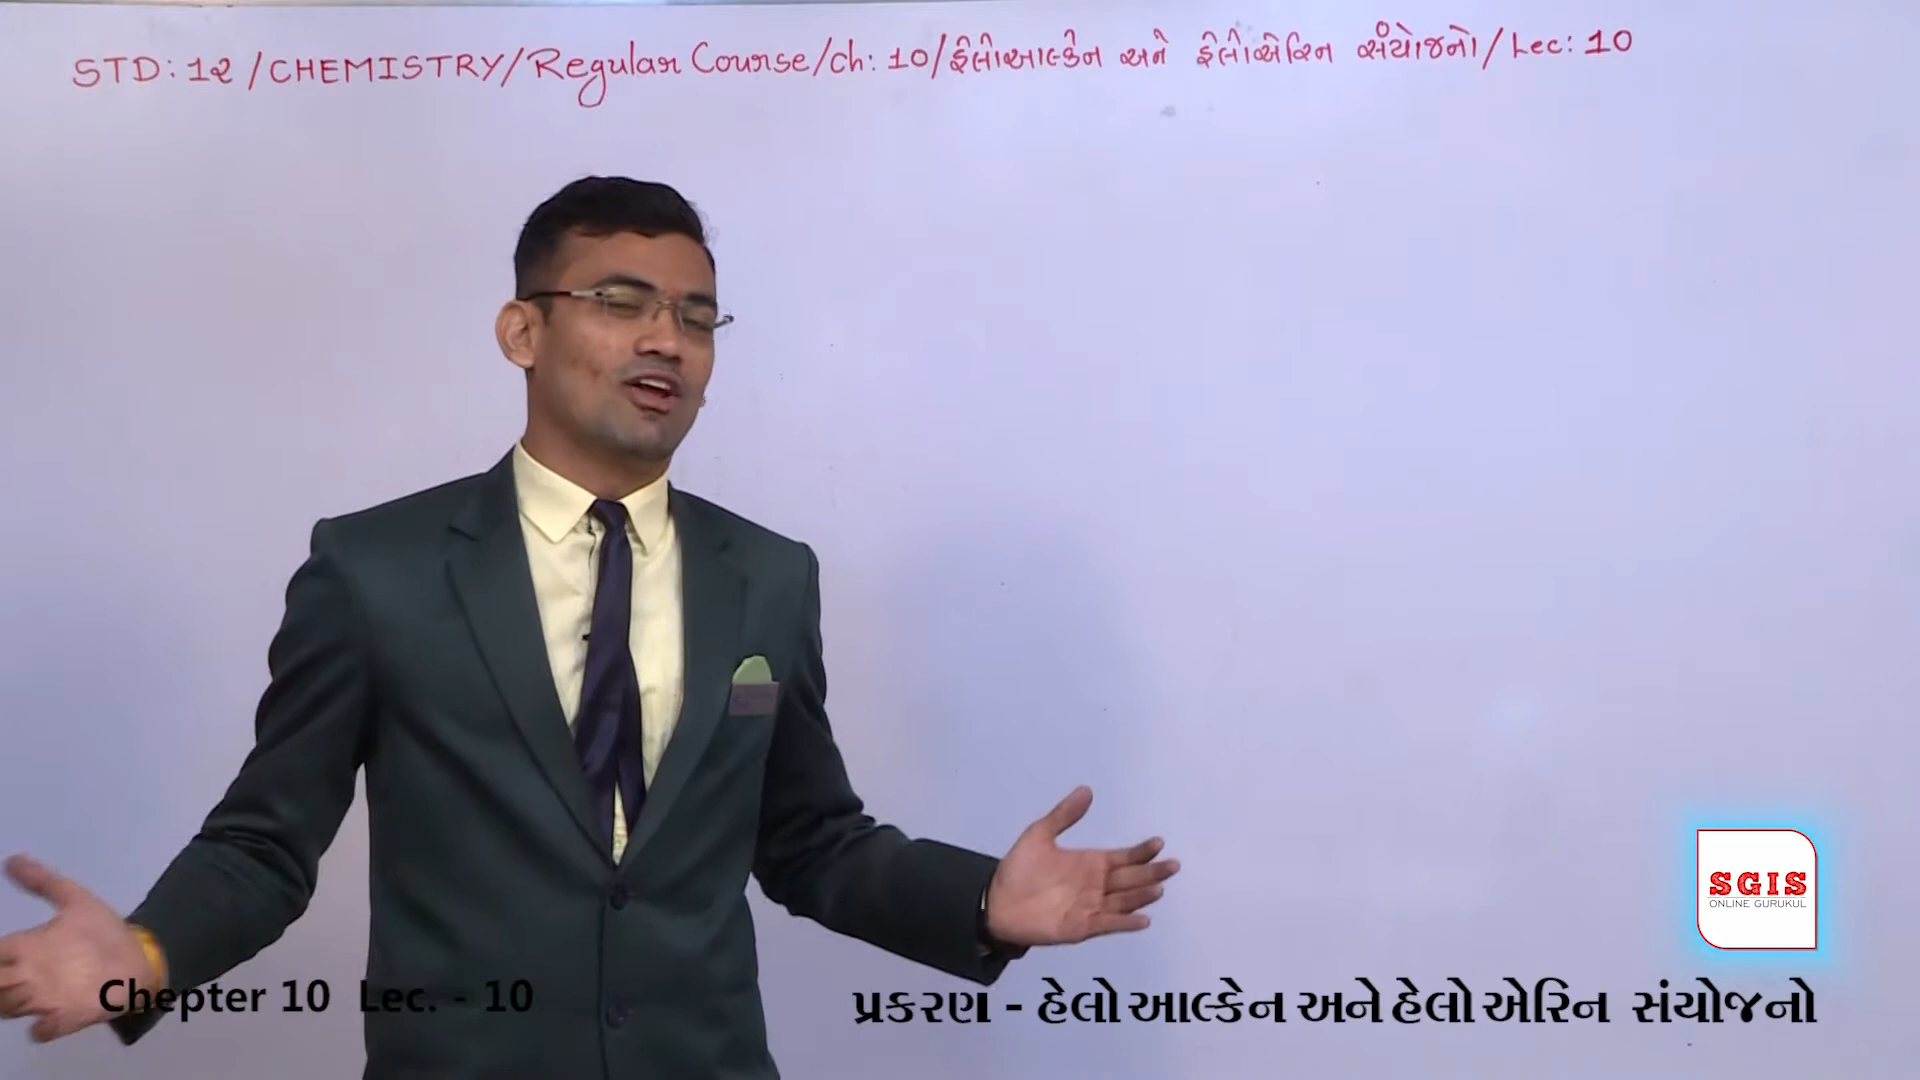 STD: 12 / CHEMISTRY / Regular Course / Ch: 10 / હેલોઆલ્કેન અને હેલોએરિન સંયોજનો / Lec: 10
SGIS
ONLINE GURUKUL
Chepter 10 Lec. - 10
પ્રકરણ - હેલો આલ્કેન અને હેલો એરિન સંયોજનો